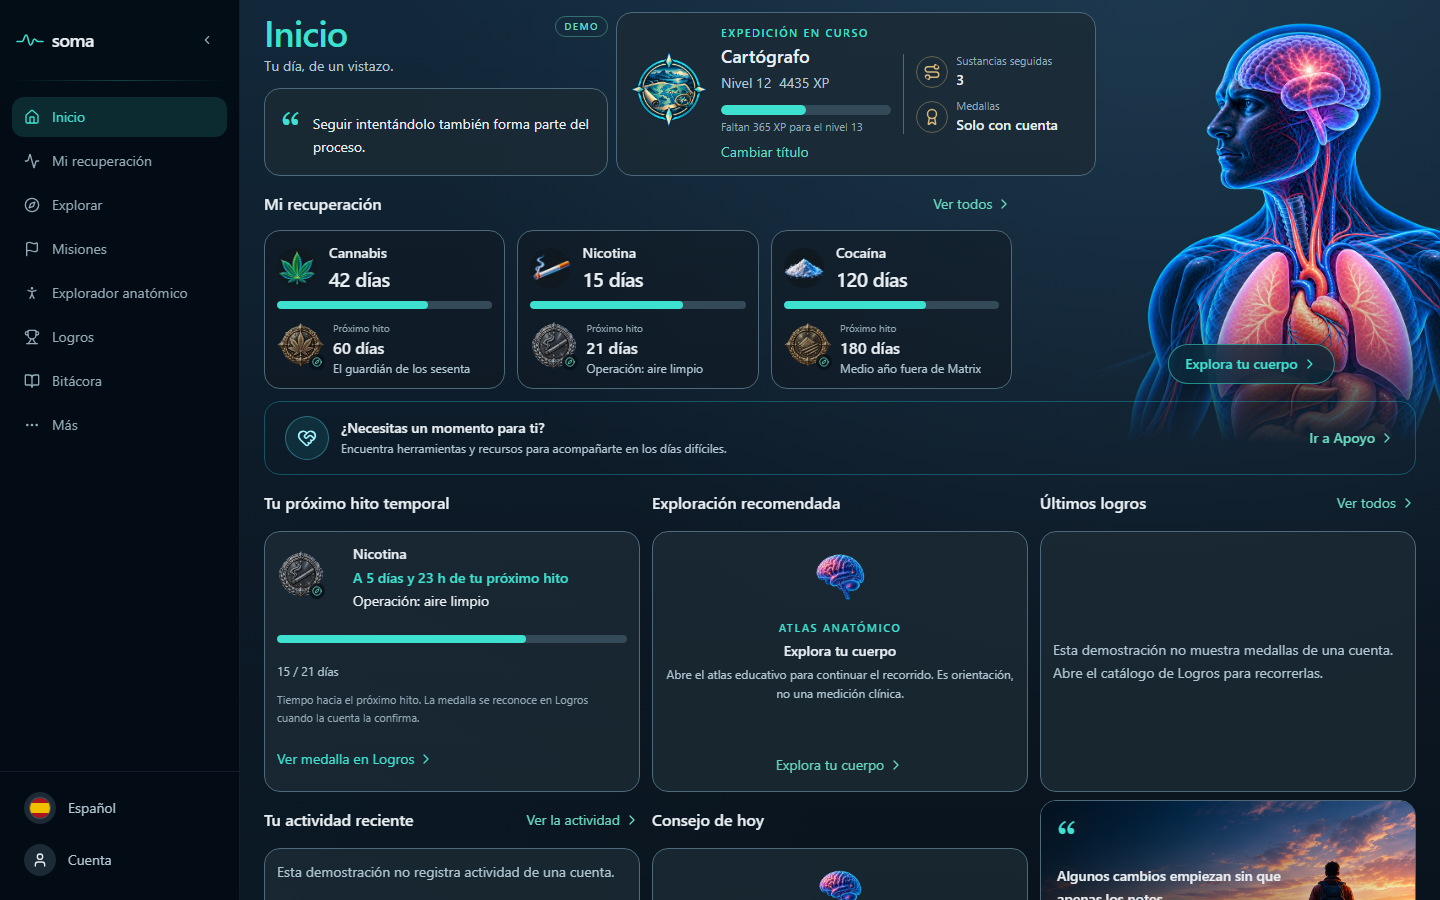 soma
Inicio
Mi recuperación
Explorar
Misiones
Explorador anatómico
Logros
Bitácora
Más
Español
Cuenta
Inicio
DEMO
Tu día, de un vistazo.
“ Seguir intentándolo también forma parte del
proceso.
EXPEDICIÓN EN CURSO
Cartógrafo
Nivel 12 4435 XP
Faltan 365 XP para el nivel 13
Cambiar título
Sustancias seguidas
3
Medallas
Solo con cuenta
Mi recuperación
Ver todos
Cannabis
42 días
Próximo hito
60 días
El guardián de los sesenta
Nicotina
15 días
Próximo hito
21 días
Operación: aire limpio
Cocaína
120 días
Próximo hito
180 días
Medio año fuera de Matrix
Explora tu cuerpo
¿Necesitas un momento para ti?
Encuentra herramientas y recursos para acompañarte en los días difíciles.
Ir a Apoyo
Tu próximo hito temporal
Nicotina
A 5 días y 23 h de tu próximo hito
Operación: aire limpio
15 / 21 días
Tiempo hacia el próximo hito. La medalla se reconoce en Logros
cuando la cuenta la confirma.
Ver medalla en Logros
Exploración recomendada
ATLAS ANATÓMICO
Explora tu cuerpo
Abre el atlas educativo para continuar el recorrido. Es orientación,
no una medición clínica.
Explora tu cuerpo
Últimos logros
Ver todos
Esta demostración no muestra medallas de una cuenta.
Abre el catálogo de Logros para recorrerlas.
Tu actividad reciente
Ver la actividad
Esta demostración no registra actividad de una cuenta.
Consejo de hoy
“
Algunos cambios empiezan sin que
apenas los notes